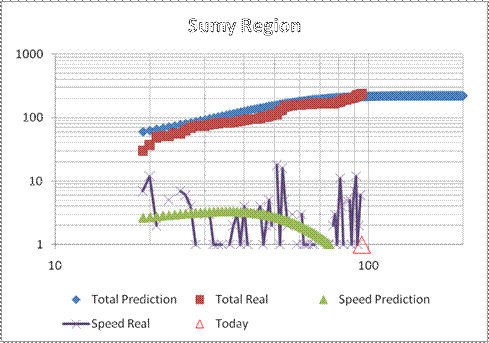 Sumy Region
1000
100
10
1
10
100
Total Prediction
Total Real
Speed Prediction
Speed Real
Today